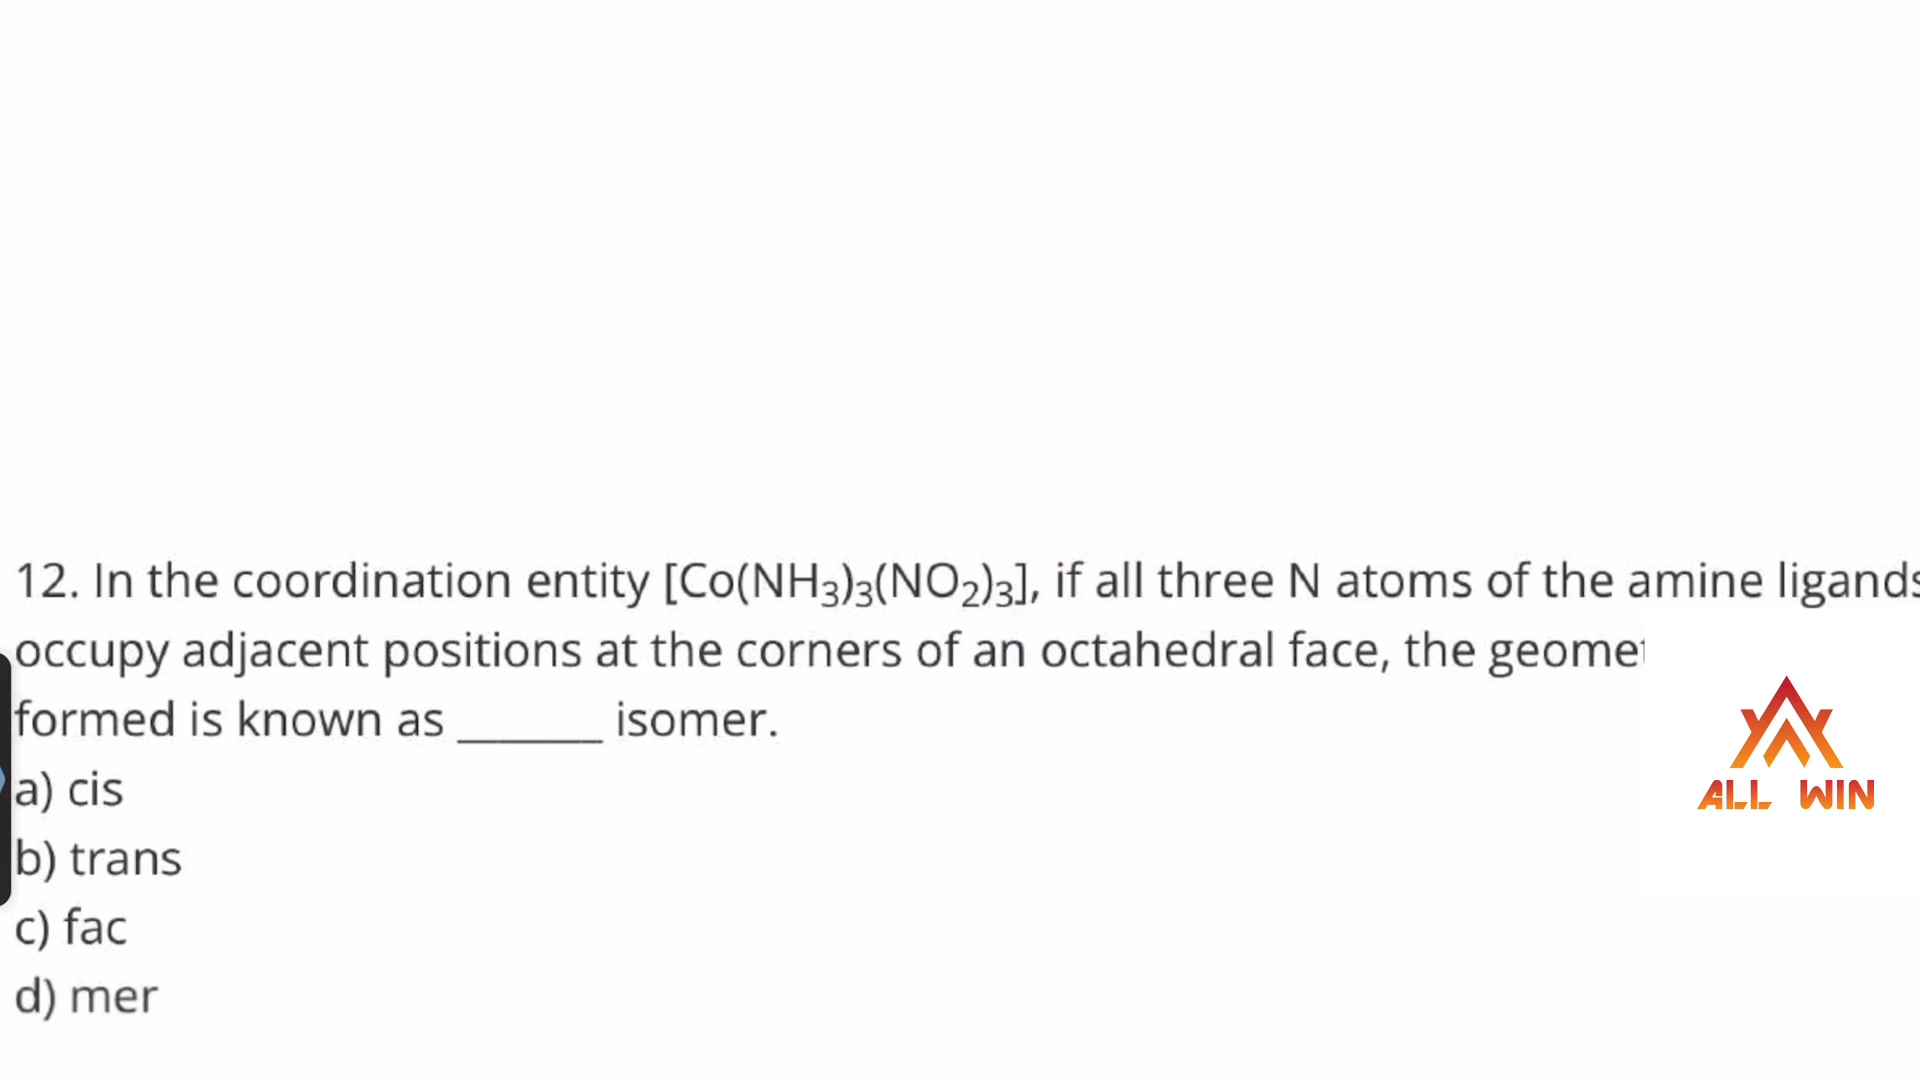 12. In the coordination entity [Co(NH₃)₃(NO₂)₃], if all three N atoms of the amine ligands
occupy adjacent positions at the corners of an octahedral face, the
formed is known as ______ isomer.
a) cis
b) trans
c) fac
d) mer
ALL WIN